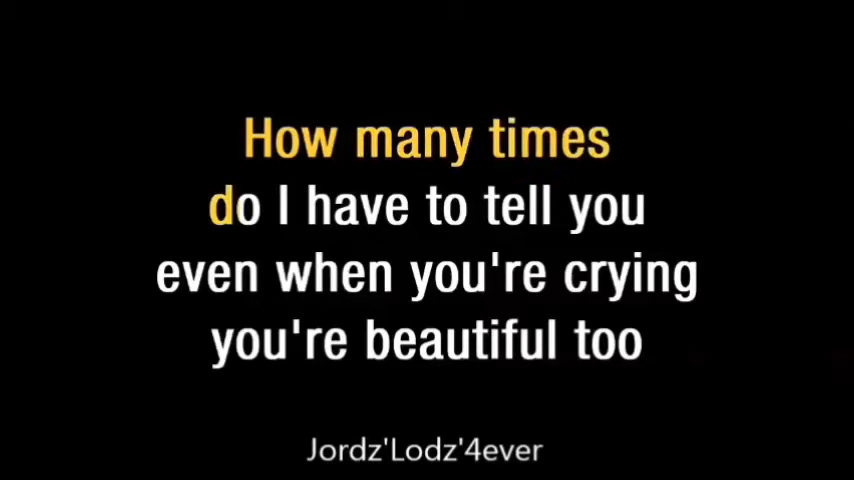 How many times
do I have to tell you
even when you're crying
you're beautiful too
Jordz'Lodz'4ever